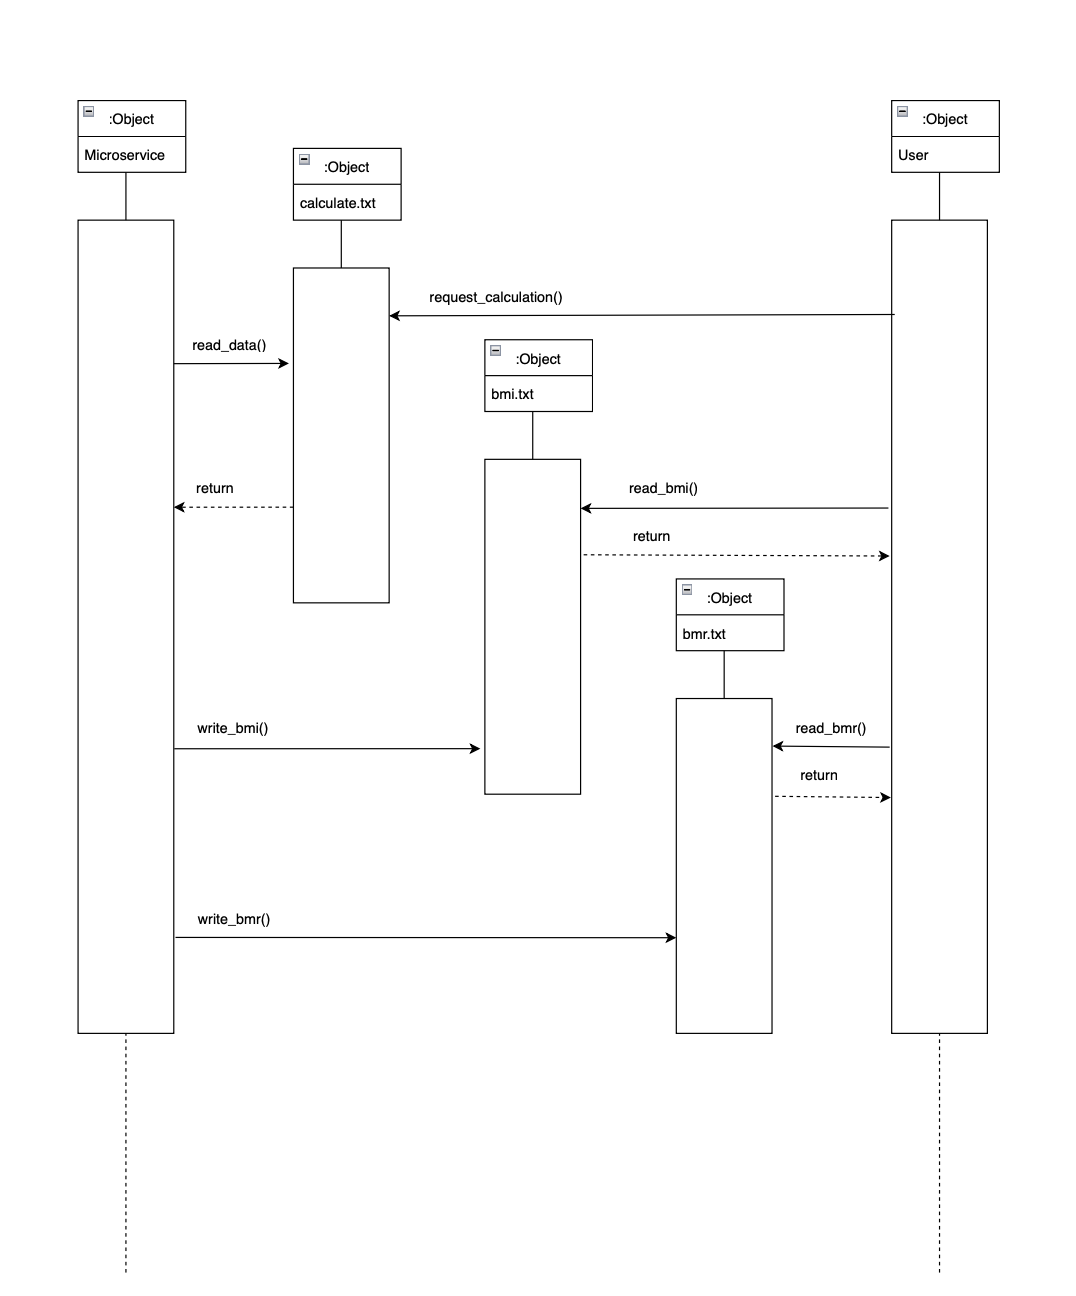 :Object
Microservice
:Object
User
:Object
calculate.txt
request_calculation()
read_data()
:Object
bmi.txt
return
read_bmi()
return
:Object
bmr.txt
write_bmi()
read_bmr()
return
write_bmr()